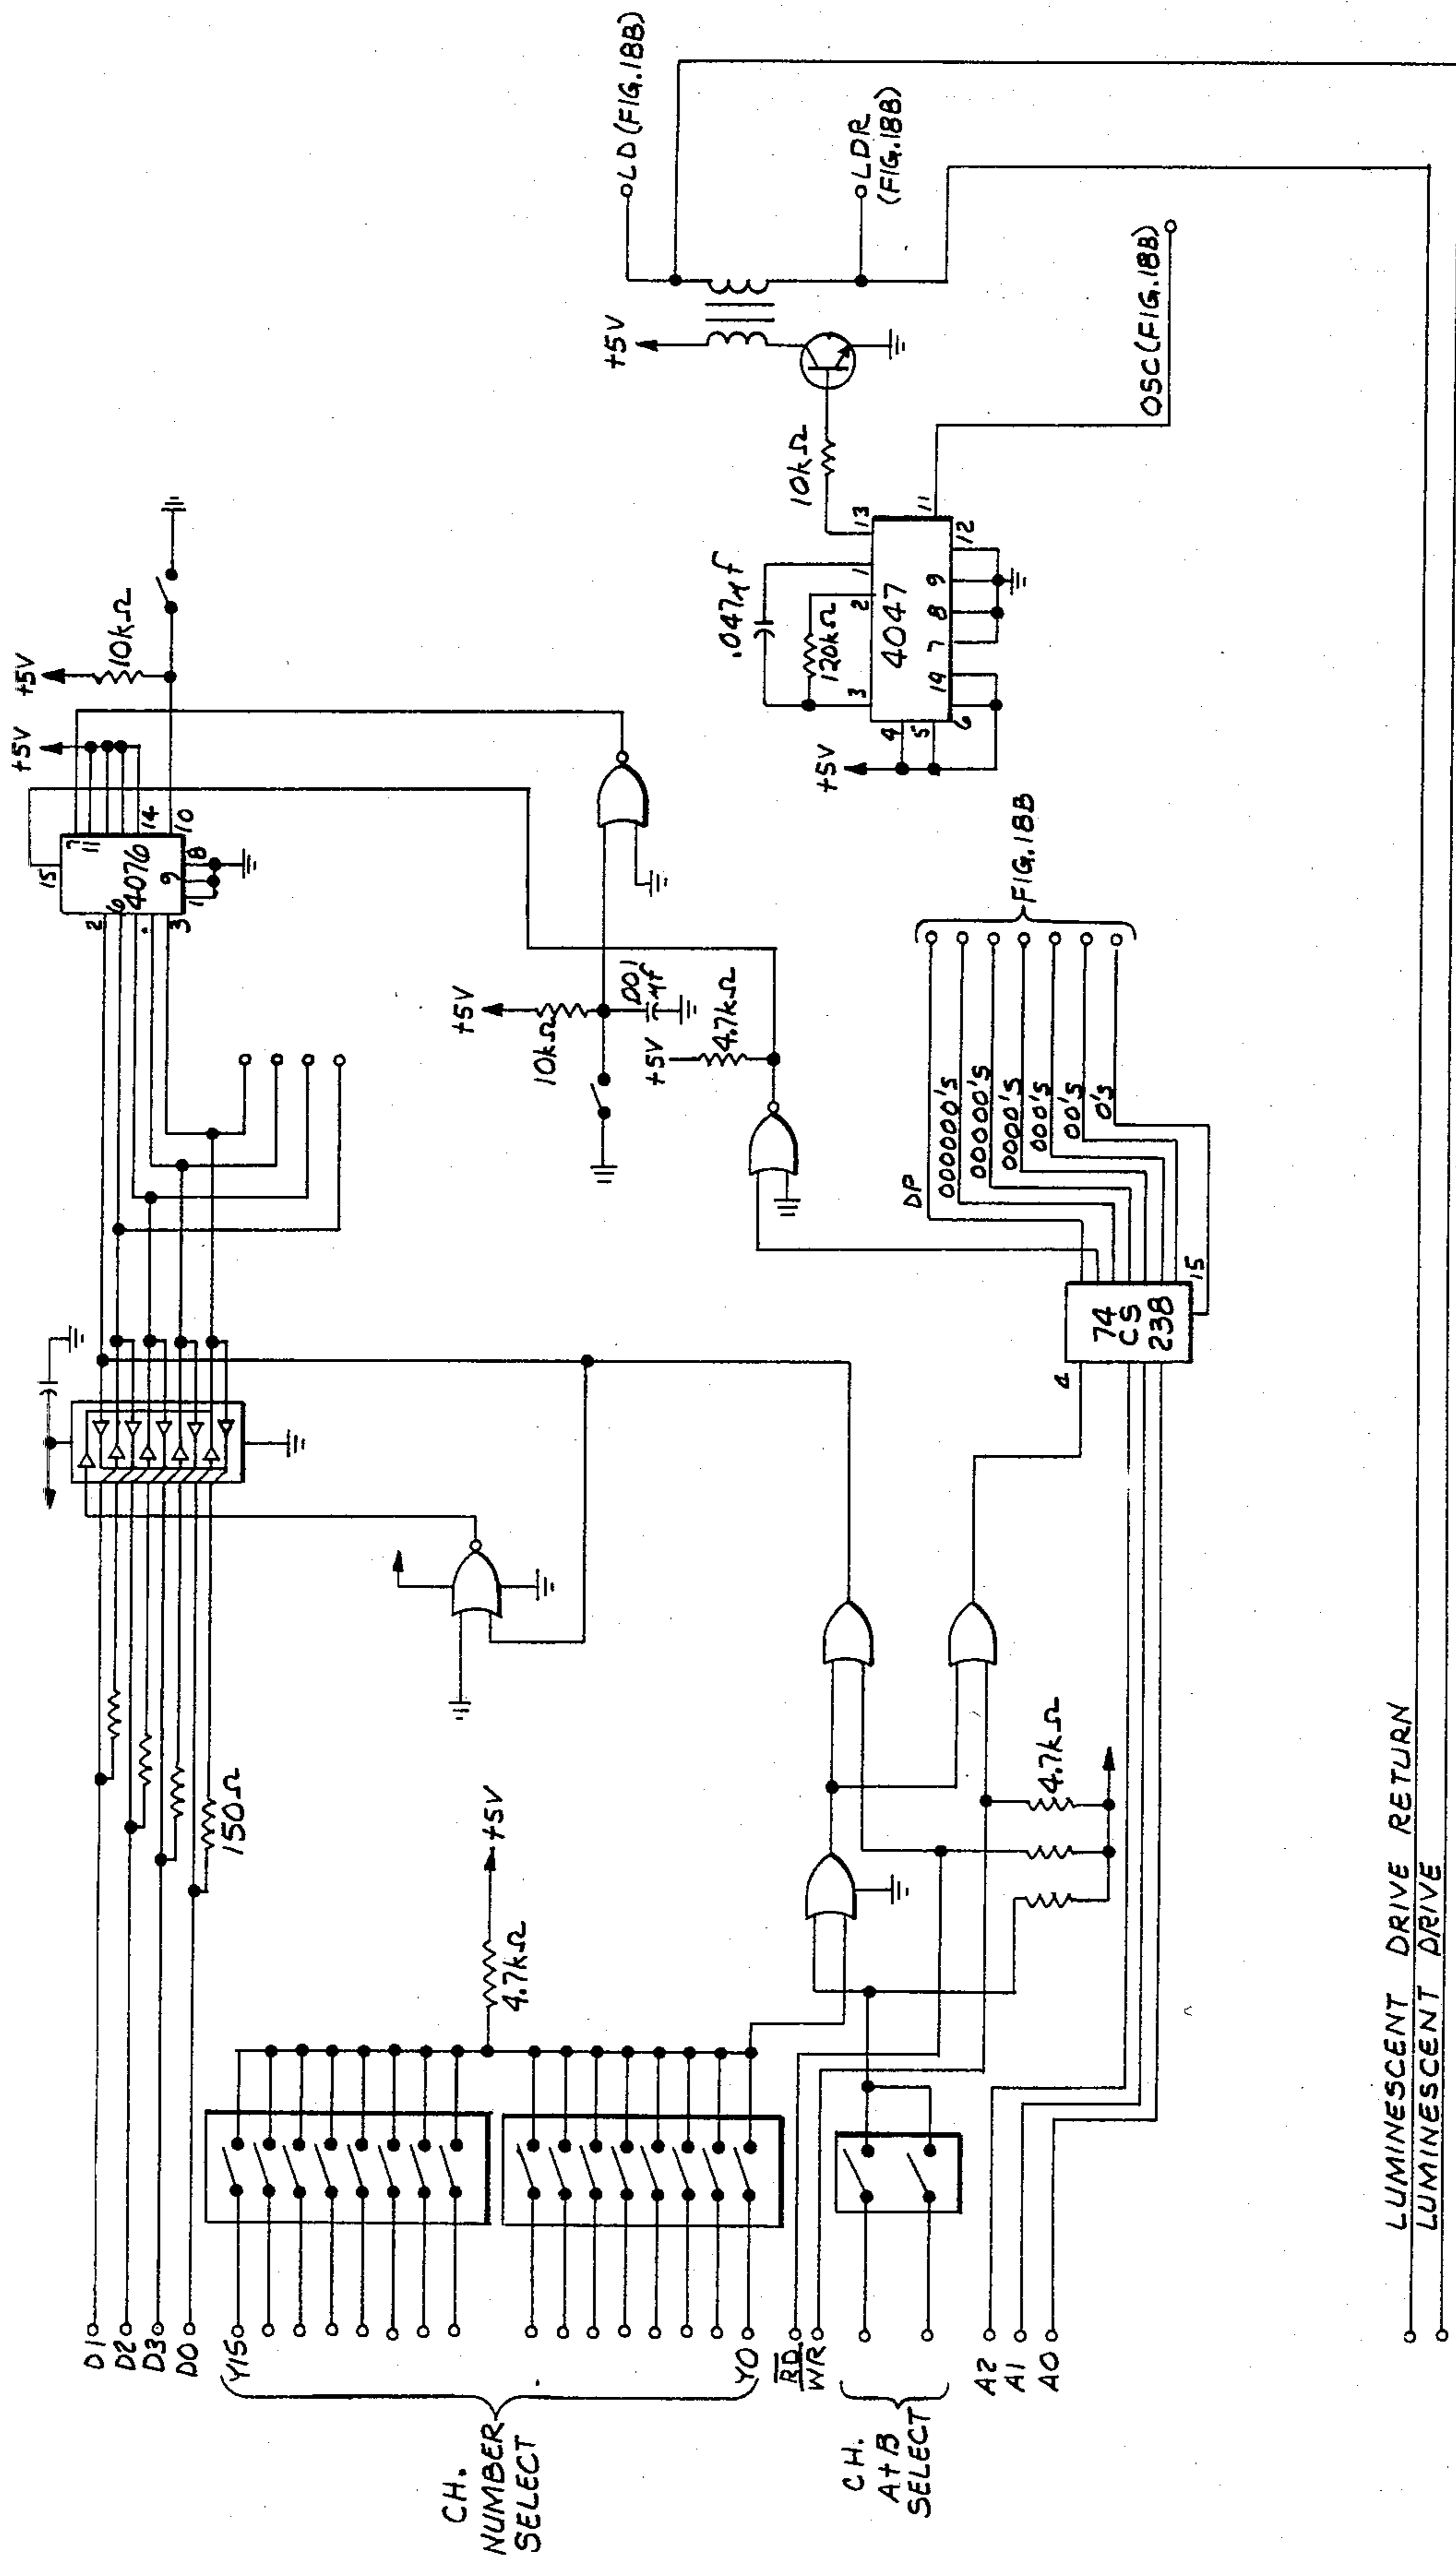 D1
D2
D3
D0
Y15
CH.
NUMBER
SELECT
Y0
RD
WR
CH.
A+B
SELECT
A2
A1
A0
LUMINESCENT DRIVE RETURN
LUMINESCENT DRIVE
150Ω
4.7kΩ
+5V
4.7kΩ
+5V
+5V
10kΩ
15
7
11
14
10
2
6
4076
3
1
9
8
+5V
10kΩ
.001
μf
+5V
4.7kΩ
4
74
CS
238
15
DP
000000's
00000's
0000's
000's
00's
0's
FIG.18B
+5V
.047μf
120kΩ
10kΩ
3
2
1
13
4
5
4047
11
6
14
7
8
9
12
+5V
LD (FIG.18B)
LDR
(FIG.18B)
OSC (FIG.18B)